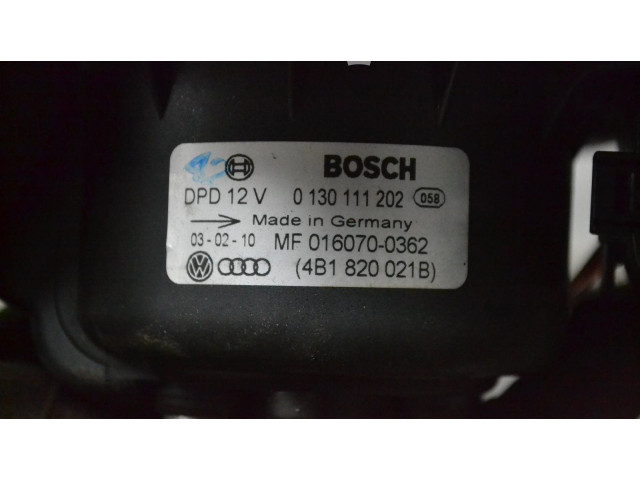 BOSCH
DPD 12 V 0 130 111 202 058
Made in Germany
03-02-10 MF 016070-0362
(4B1 820 021B)